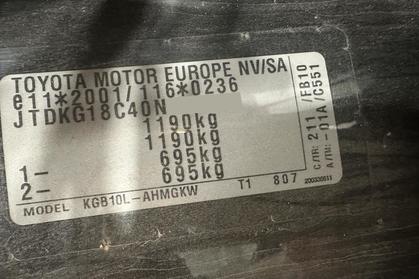 TOYOTA MOTOR EUROPE NV/SA
e11*2001/116*0236
JTDKG18C40N
1190kg
1190kg
1- 695kg
2- 695kg
MODEL KGB10L-AHMGKW T1 807
C/TR: 211 /FB10
A/TM: -01A/C551